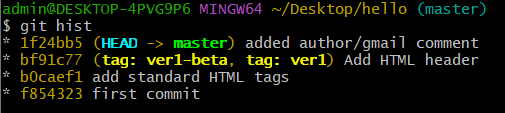 admin@DESKTOP-4PVG9P6 MINGW64 ~/Desktop/hello (master)
$ git hist
* 1f24bb5 (HEAD -> master) added author/gmail comment
* bf91c77 (tag: ver1-beta, tag: ver1) Add HTML header
* b0caef1 add standard HTML tags
* f854323 first commit